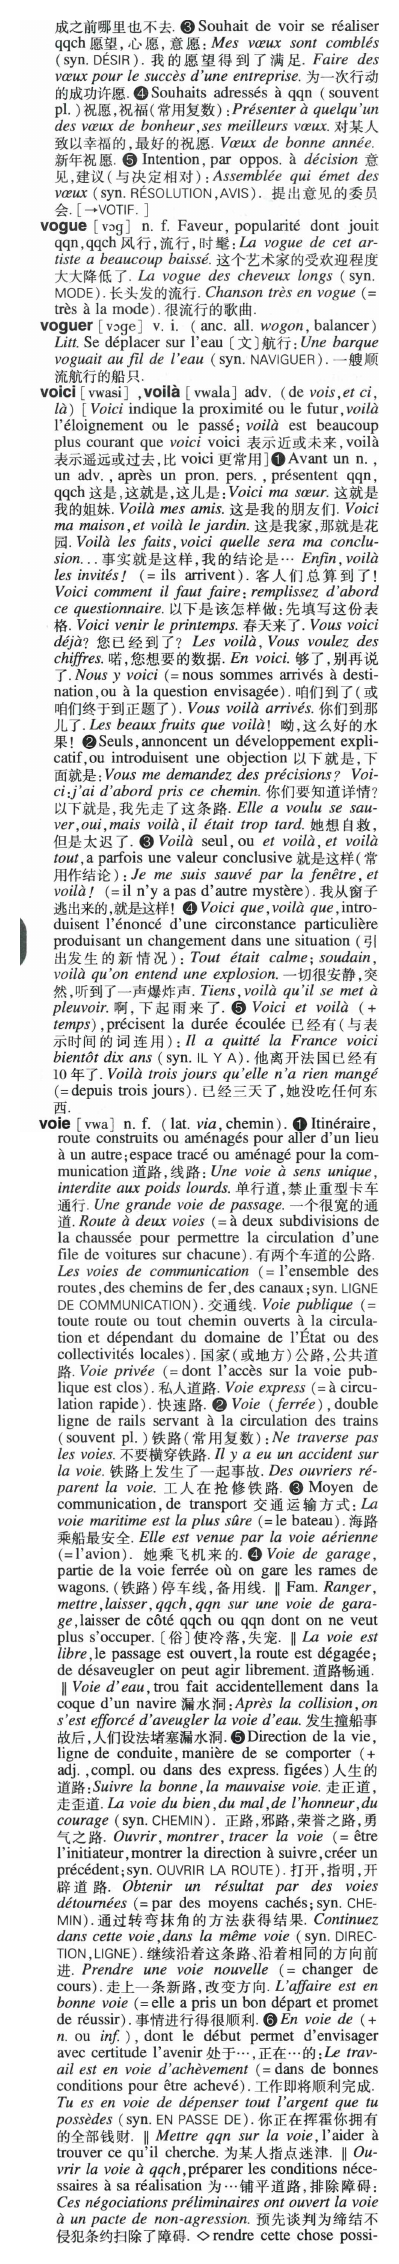 成之前哪里也不去. ❸ Souhait de voir se réaliser
qqch 愿望, 心愿, 意愿: Mes vœux sont comblés
(syn. DÉSIR). 我的愿望得到了满足. Faire des
vœux pour le succès d'une entreprise. 为一次行动
的成功许愿. ❹ Souhaits adressés à qqn (souvent
pl.) 祝愿, 祝福(常用复数): Présenter à quelqu'un
des vœux de bonheur, ses meilleurs vœux. 对某人
致以幸福的, 最好的祝愿. Vœux de bonne année.
新年祝愿. ❺ Intention, par oppos. à décision 意
见, 建议(与决定相对): Assemblée qui émet des
vœux (syn. RÉSOLUTION, AVIS). 提出意见的委员
会. [→VOTIF.]
vogue [vɔg] n. f. Faveur, popularité dont jouit
qqn, qqch 风行, 流行, 时髦: La vogue de cet ar-
tiste a beaucoup baissé. 这个艺术家的受欢迎程度
大大降低了. La vogue des cheveux longs (syn.
MODE). 长头发的流行. Chanson très en vogue (=
très à la mode). 很流行的歌曲.
voguer [vɔge] v. i. (anc. all. wogon, balancer)
Litt. Se déplacer sur l'eau [文]航行: Une barque
voguait au fil de l'eau (syn. NAVIGUER). 一艘顺
流航行的船只.
voici [vwasi], voilà [vwala] adv. (de vois, et ci,
là) [Voici indique la proximité ou le futur, voilà
l'éloignement ou le passé; voilà est beaucoup
plus courant que voici voici 表示近或未来, voilà
表示遥远或过去, 比 voici 更常用] ❶ Avant un n.,
un adv., après un pron. pers., présentent qqn,
qqch 这是, 这就是, 这儿是: Voici ma sœur. 这就是
我的姐妹. Voilà mes amis. 这是我的朋友们. Voici
ma maison, et voilà le jardin. 这是我家, 那就是花
园. Voilà les faits, voici quelle sera ma conclu-
sion... 事实就是这样, 我的结论是… Enfin, voilà
les invités! (= ils arrivent). 客人们总算到了!
Voici comment il faut faire: remplissez d'abord
ce questionnaire. 以下是该怎样做: 先填写这份表
格. Voici venir le printemps. 春天来了. Vous voici
déjà? 您已经到了? Les voilà, Vous voulez des
chiffres. 喏, 您想要的数据. En voici. 够了, 别再说
了. Nous y voici (= nous sommes arrivés à desti-
nation, ou à la question envisagée). 咱们到了(或
咱们终于到正题了). Vous voilà arrivés. 你们到那
儿了. Les beaux fruits que voilà! 呦, 这么好的水
果! ❷ Seuls, annoncent un développement expli-
catif, ou introduisent une objection 以下就是, 下
面就是: Vous me demandez des précisions? Voi-
ci: j'ai d'abord pris ce chemin. 你们要知道详情?
以下就是, 我先走了这条路. Elle a voulu se sau-
ver, oui, mais voilà, il était trop tard. 她想自救,
但是太迟了. ❸ Voilà seul, ou et voilà, et voilà
tout, a parfois une valeur conclusive 就是这样(常
用作结论): Je me suis sauvé par la fenêtre, et
voilà! (= il n'y a pas d'autre mystère). 我从窗子
逃出来的, 就是这样! ❹ Voici que, voilà que, intro-
duisent l'énoncé d'une circonstance particulière
produisant un changement dans une situation (引
出发生的新情况): Tout était calme; soudain,
voilà qu'on entend une explosion. 一切很安静, 突
然, 听到了一声爆炸声. Tiens, voilà qu'il se met à
pleuvoir. 啊, 下起雨来了. ❺ Voici et voilà (+
temps), précisent la durée écoulée 已经有(与表
示时间的词连用): Il a quitté la France voici
bientôt dix ans (syn. IL Y A). 他离开法国已经有
10 年了. Voilà trois jours qu'elle n'a rien mangé
(= depuis trois jours). 已经三天了, 她没吃任何东
西.
voie [vwa] n. f. (lat. via, chemin). ❶ Itinéraire,
route construits ou aménagés pour aller d'un lieu
à un autre; espace tracé ou aménagé pour la com-
munication 道路, 线路: Une voie à sens unique,
interdite aux poids lourds. 单行道, 禁止重型卡车
通行. Une grande voie de passage. 一个很宽的通
道. Route à deux voies (= à deux subdivisions de
la chaussée pour permettre la circulation d'une
file de voitures sur chacune). 有两个车道的公路.
Les voies de communication (= l'ensemble des
routes, des chemins de fer, des canaux; syn. LIGNE
DE COMMUNICATION). 交通线. Voie publique (=
toute route ou tout chemin ouverts à la circula-
tion et dépendant du domaine de l'État ou des
collectivités locales). 国家(或地方)公路, 公共道
路. Voie privée (= dont l'accès sur la voie pub-
lique est clos). 私人道路. Voie express (= à circu-
lation rapide). 快速路. ❷ Voie (ferrée), double
ligne de rails servant à la circulation des trains
(souvent pl.) 铁路(常用复数): Ne traverse pas
les voies. 不要横穿铁路. Il y a eu un accident sur
la voie. 铁路上发生了一起事故. Des ouvriers ré-
parent la voie. 工人在抢修铁路. ❸ Moyen de
communication, de transport 交通运输方式: La
voie maritime est la plus sûre (= le bateau). 海路
乘船最安全. Elle est venue par la voie aérienne
(= l'avion). 她乘飞机来的. ❹ Voie de garage,
partie de la voie ferrée où on gare les rames de
wagons. (铁路)停车线, 备用线. ‖ Fam. Ranger,
mettre, laisser, qqch, qqn sur une voie de gara-
ge, laisser de côté qqch ou qqn dont on ne veut
plus s'occuper. [俗]使冷落, 失宠. ‖ La voie est
libre, le passage est ouvert, la route est dégagée;
de désaveugler on peut agir librement. 道路畅通.
‖ Voie d'eau, trou fait accidentellement dans la
coque d'un navire 漏水洞: Après la collision, on
s'est efforcé d'aveugler la voie d'eau. 发生撞船事
故后, 人们设法堵塞漏水洞. ❺ Direction de la vie,
ligne de conduite, manière de se comporter (+
adj., compl. ou dans des express. figées) 人生的
道路: Suivre la bonne, la mauvaise voie. 走正道,
走歪道. La voie du bien, du mal, de l'honneur, du
courage (syn. CHEMIN). 正路, 邪路, 荣誉之路, 勇
气之路. Ouvrir, montrer, tracer la voie (= être
l'initiateur, montrer la direction à suivre, créer un
précédent; syn. OUVRIR LA ROUTE). 打开, 指明, 开
辟道路. Obtenir un résultat par des voies
détournées (= par des moyens cachés; syn. CHE-
MIN). 通过转弯抹角的方法获得结果. Continuez
dans cette voie, dans la même voie (syn. DIREC-
TION, LIGNE). 继续沿着这条路、沿着相同的方向前
进. Prendre une voie nouvelle (= changer de
cours). 走上一条新路, 改变方向. L'affaire est en
bonne voie (= elle a pris un bon départ et promet
de réussir). 事情进行得很顺利. ❻ En voie de (+
n. ou inf.), dont le début permet d'envisager
avec certitude l'avenir 处于…, 正在…的: Le trav-
ail est en voie d'achèvement (= dans de bonnes
conditions pour être achevé). 工作即将顺利完成.
Tu es en voie de dépenser tout l'argent que tu
possèdes (syn. EN PASSE DE). 你正在挥霍你拥有
的全部钱财. ‖ Mettre qqn sur la voie, l'aider à
trouver ce qu'il cherche. 为某人指点迷津. ‖ Ou-
vrir la voie à qqch, préparer les conditions néce-
ssaires à sa réalisation 为…铺平道路, 排除障碍:
Ces négociations préliminaires ont ouvert la voie
à un pacte de non-agression. 预先谈判为缔结不
侵犯条约扫除了障碍. ◇ rendre cette chose possi-